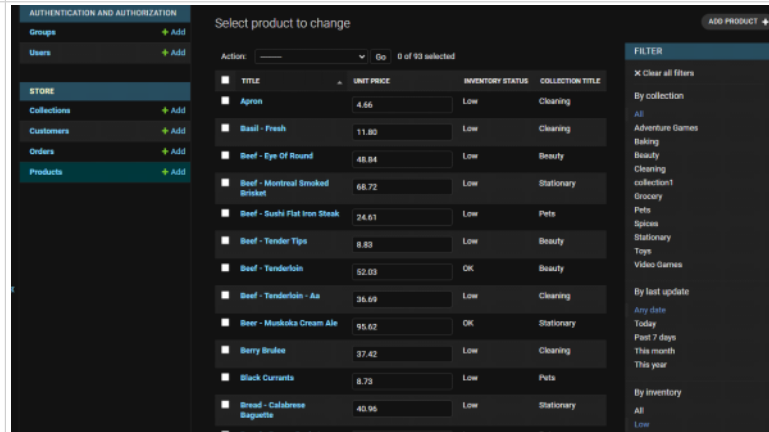 AUTHENTICATION AND AUTHORIZATION
Groups + Add
Users + Add
STORE
Collections + Add
Customers + Add
Orders + Add
Products + Add
Select product to change
ADD PRODUCT +
Action: -------- Go 0 of 93 selected
TITLE UNIT PRICE INVENTORY STATUS COLLECTION TITLE
Apron 4.66 Low Cleaning
Basil - Fresh 11.80 Low Cleaning
Beef - Eye Of Round 48.84 Low Beauty
Beef - Montreal Smoked
Brisket 68.72 Low Stationary
Beef - Sushi Flat Iron Steak 24.61 Low Pets
Beef - Tender Tips 8.83 Low Beauty
Beef - Tenderloin 52.03 OK Beauty
Beef - Tenderloin - Aa 36.69 Low Cleaning
Beer - Muskoka Cream Ale 95.62 OK Stationary
Berry Brulee 37.42 Low Cleaning
Black Currants 8.73 Low Pets
Bread - Calabrese
Baguette 40.96 Low Stationary
FILTER
✕ Clear all filters
By collection
All
Adventure Games
Baking
Beauty
Cleaning
collection1
Grocery
Pets
Spices
Stationary
Toys
Video Games
By last update
Any date
Today
Past 7 days
This month
This year
By inventory
All
Low